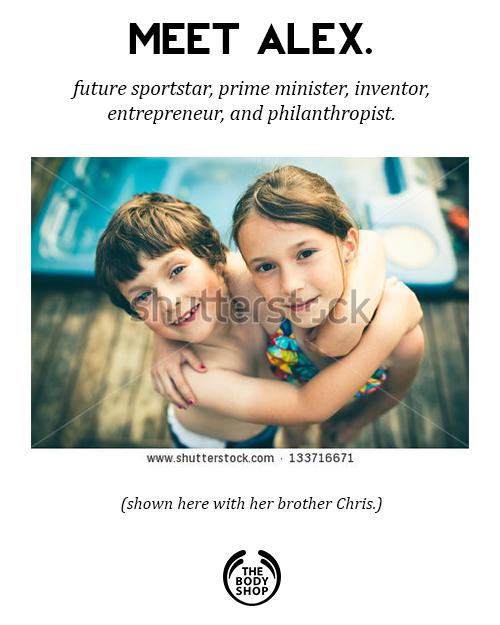 MEET ALEX.
future sportstar, prime minister, inventor,
entrepreneur, and philanthropist.
shutterstock
www.shutterstock.com · 133716671
(shown here with her brother Chris.)
THE
BODY
SHOP